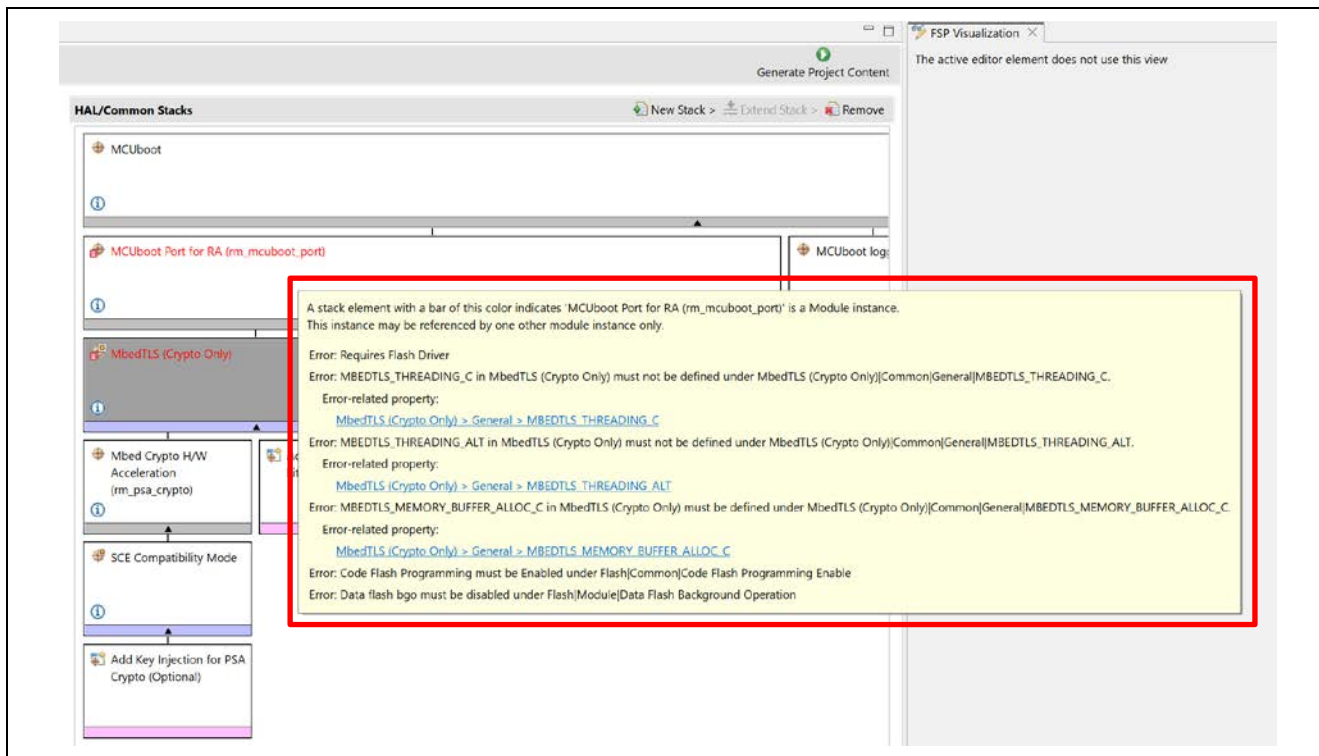 FSP Visualization
The active editor element does not use this view
Generate Project Content
HAL/Common Stacks
New Stack > Extend Stack > Remove
MCUboot
MCUboot Port for RA (rm_mcuboot_port)
MCUboot
A stack element with a bar of this color indicates 'MCUboot Port for RA (rm_mcuboot_port)' is a Module instance.
This instance may be referenced by one other module instance only.
Error: Requires Flash Driver
Error: MBEDTLS_THREADING_C in MbedTLS (Crypto Only) must not be defined under MbedTLS (Crypto Only)|Common|General|MBEDTLS_THREADING_C.
Error-related property:
MbedTLS (Crypto Only) > General > MBEDTLS_THREADING_C
Error: MBEDTLS_THREADING_ALT in MbedTLS (Crypto Only) must not be defined under MbedTLS (Crypto Only)|Common|General|MBEDTLS_THREADING_ALT.
Error-related property:
MbedTLS (Crypto Only) > General > MBEDTLS_THREADING_ALT
Error: MBEDTLS_MEMORY_BUFFER_ALLOC_C in MbedTLS (Crypto Only) must be defined under MbedTLS (Crypto Only)|Common|General|MBEDTLS_MEMORY_BUFFER_ALLOC_C.
Error-related property:
MbedTLS (Crypto Only) > General > MBEDTLS_MEMORY_BUFFER_ALLOC_C
Error: Code Flash Programming must be Enabled under Flash|Common|Code Flash Programming Enable
Error: Data flash bgo must be disabled under Flash|Module|Data Flash Background Operation
MbedTLS (Crypto Only)
Mbed Crypto H/W
Acceleration
(rm_psa_crypto)
SCE Compatibility Mode
Add Key Injection for PSA
Crypto (Optional)